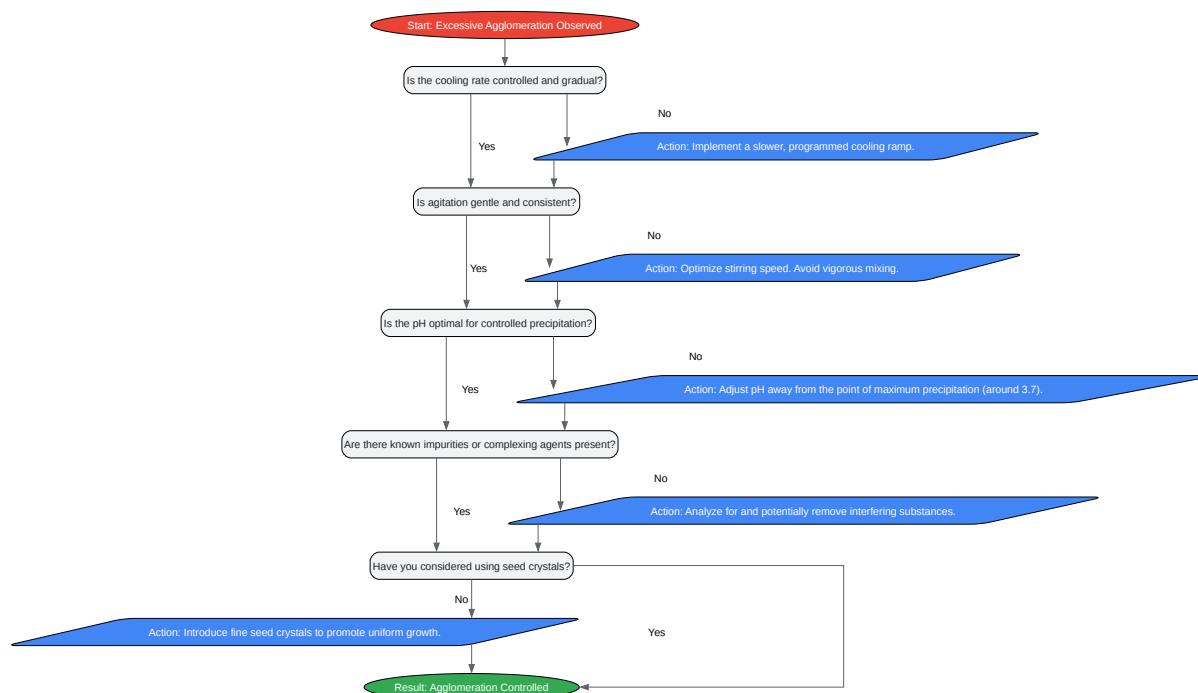 Start: Excessive Agglomeration Observed
Is the cooling rate controlled and gradual?
No
Yes
Action: Implement a slower, programmed cooling ramp.
Is agitation gentle and consistent?
No
Yes
Action: Optimize stirring speed. Avoid vigorous mixing.
Is the pH optimal for controlled precipitation?
No
Yes
Action: Adjust pH away from the point of maximum precipitation (around 3.7).
Are there known impurities or complexing agents present?
No
Yes
Action: Analyze for and potentially remove interfering substances.
Have you considered using seed crystals?
No
Action: Introduce fine seed crystals to promote uniform growth.
Yes
Result: Agglomeration Controlled